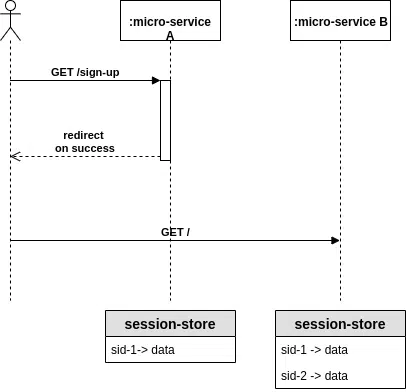 :micro-service
A
:micro-service B
GET /sign-up
redirect
on success
GET /
session-store
sid-1-> data
session-store
sid-1 -> data
sid-2 -> data